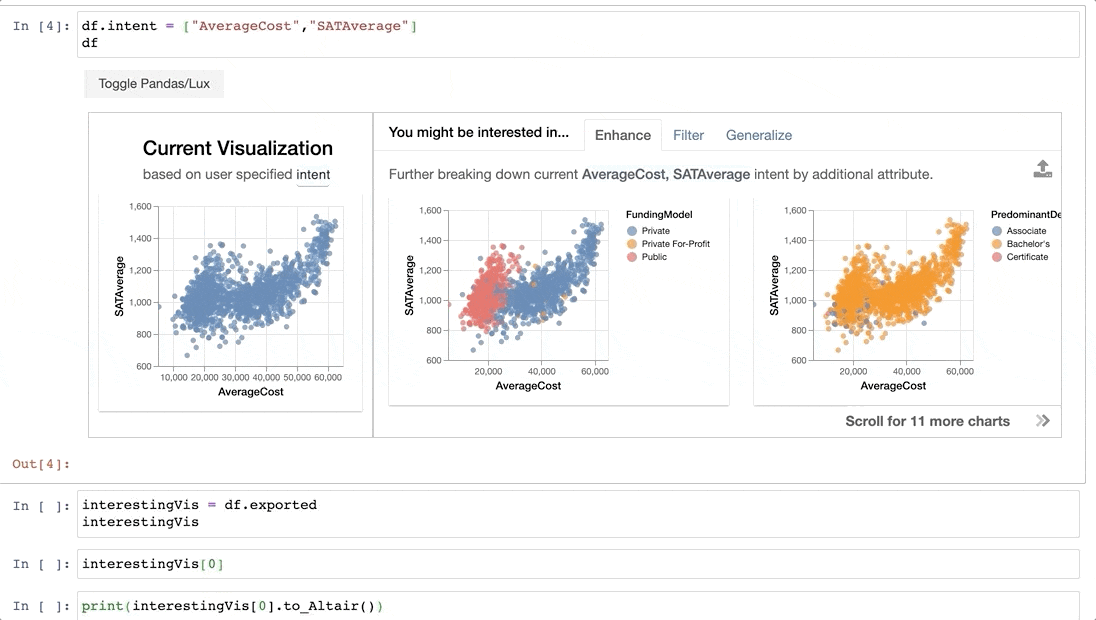 In [4]: df.intent = ["AverageCost","SATAverage"]
df
Toggle Pandas/Lux
Current Visualization
based on user specified intent
1,600
1,400
1,200
1,000
800
600
SATAverage
10,000 20,000 30,000 40,000 50,000 60,000
AverageCost
You might be interested in... Enhance Filter Generalize
Further breaking down current AverageCost, SATAverage intent by additional attribute.
1,600
1,400
1,200
1,000
800
600
SATAverage
20,000 40,000 60,000
AverageCost
FundingModel
Private
Private For-Profit
Public
1,600
1,400
1,200
1,000
800
600
SATAverage
20,000 40,000 60,000
AverageCost
PredominantDe
Associate
Bachelor's
Certificate
Scroll for 11 more charts
Out[4]:
In [ ]: interestingVis = df.exported
interestingVis
In [ ]: interestingVis[0]
In [ ]: print(interestingVis[0].to_Altair())